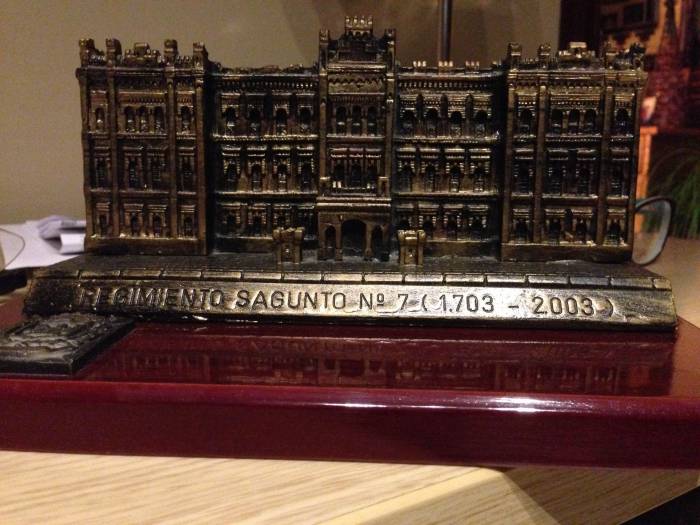 REGIMIENTO SAGUNTO Nº 7 ( 1.703 - 2.003 )